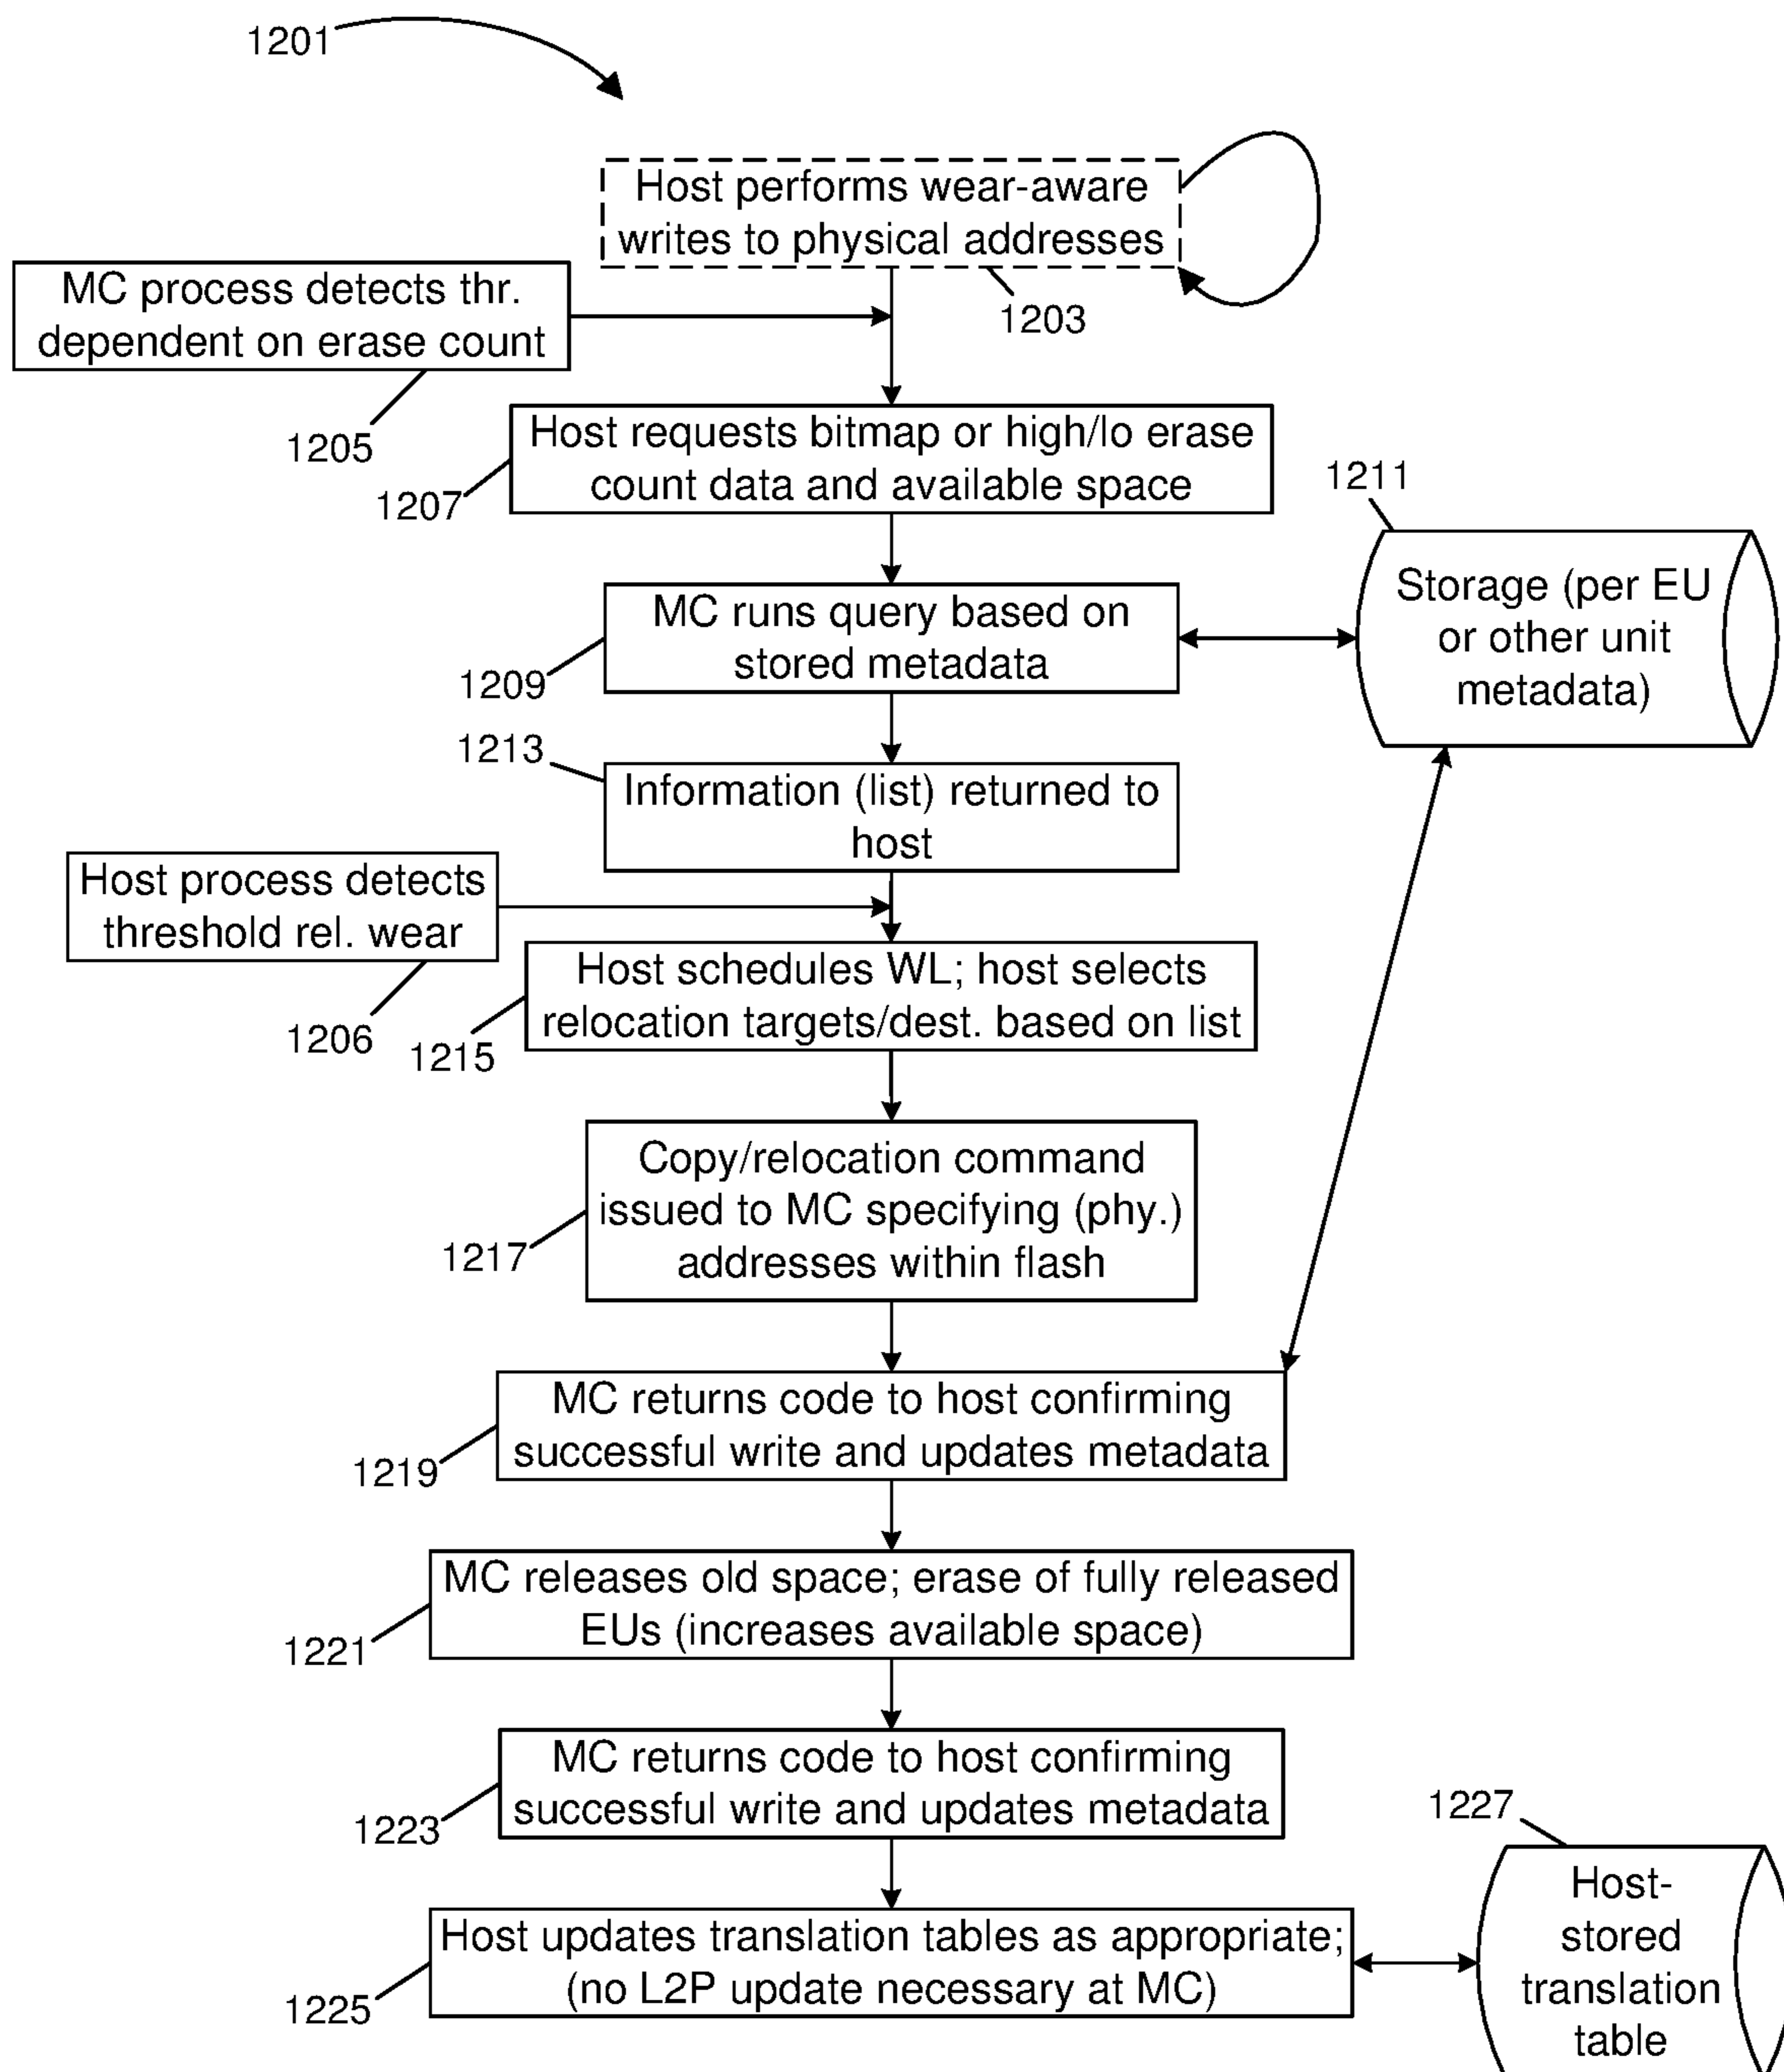 1201
Host performs wear-aware
writes to physical addresses
1203
MC process detects thr.
dependent on erase count
1205
Host requests bitmap or high/lo erase
count data and available space
1207
1211
Storage (per EU
or other unit
metadata)
MC runs query based on
stored metadata
1209
1213
Information (list) returned to
host
Host process detects
threshold rel. wear
1206
Host schedules WL; host selects
relocation targets/dest. based on list
1215
Copy/relocation command
issued to MC specifying (phy.)
addresses within flash
1217
MC returns code to host confirming
successful write and updates metadata
1219
MC releases old space; erase of fully released
EUs (increases available space)
1221
MC returns code to host confirming
successful write and updates metadata
1223
1227
Host updates translation tables as appropriate;
(no L2P update necessary at MC)
1225
Host-
stored
translation
table